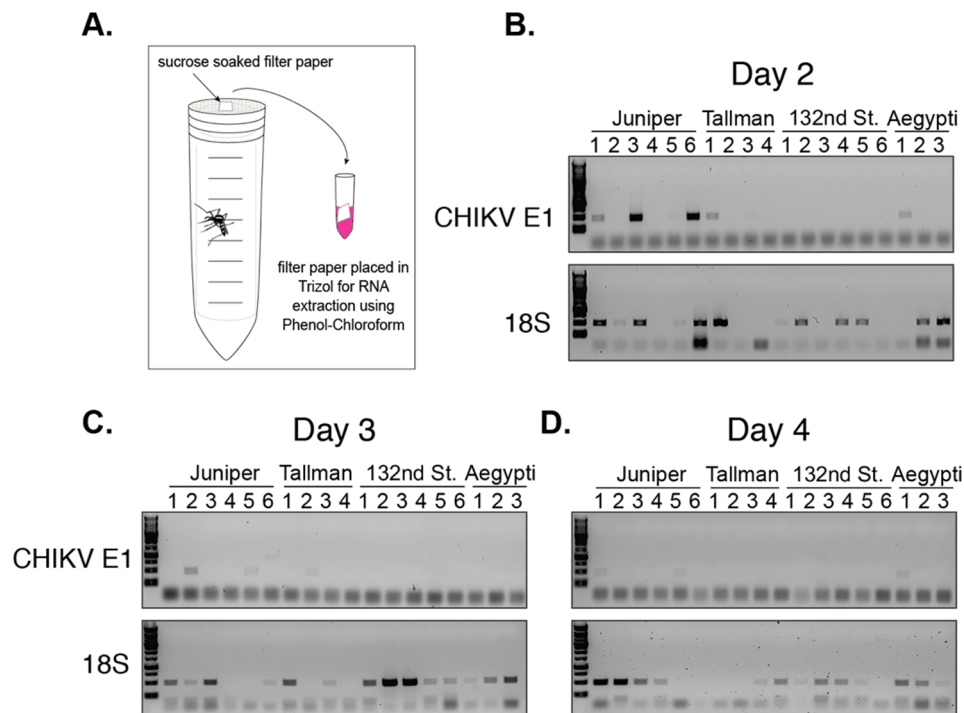 A.
sucrose soaked filter paper
filter paper placed in
Trizol for RNA
extraction using
Phenol-Chloroform
B.
Day 2
Juniper Tallman 132nd St. Aegypti
1 2 3 4 5 6 1 2 3 4 1 2 3 4 5 6 1 2 3
CHIKV E1
18S
C.
Day 3
Juniper Tallman 132nd St. Aegypti
1 2 3 4 5 6 1 2 3 4 1 2 3 4 5 6 1 2 3
CHIKV E1
18S
D.
Day 4
Juniper Tallman 132nd St. Aegypti
1 2 3 4 5 6 1 2 3 4 1 2 3 4 5 6 1 2 3